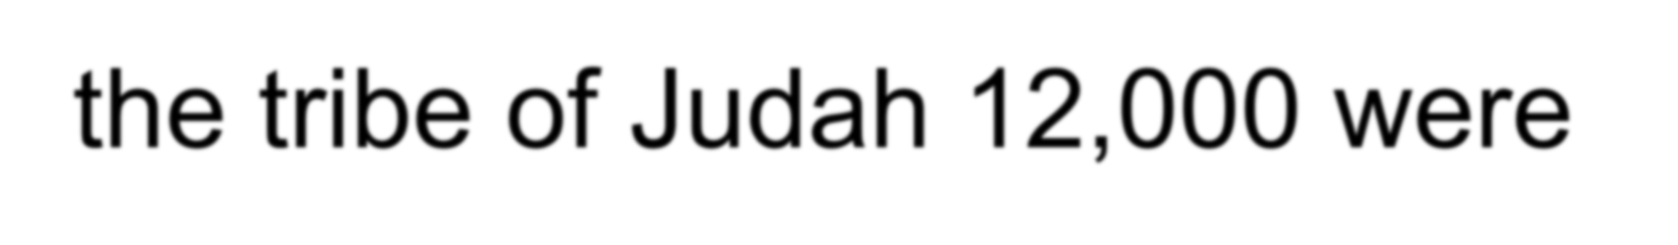 the tribe of Judah 12,000 were